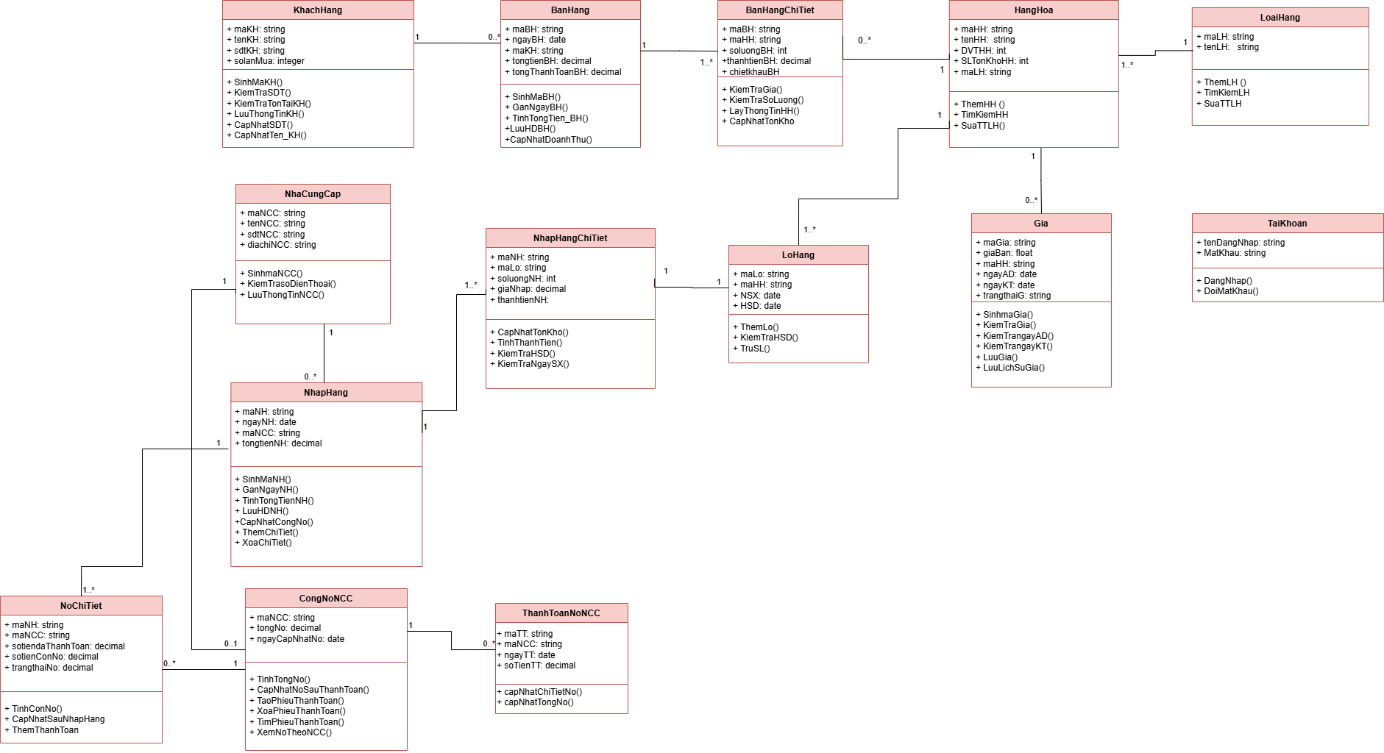 KhachHang
+ maKH: string
+ tenKH: string
+ sdtKH: string
+ solanMua: integer
+ SinhMaKH()
+ KiemTraSDT()
+ KiemTraTonTaiKH()
+ LuuThongTinKH()
+ CapNhatSDT()
+ CapNhatTen_KH()
1
0..*
BanHang
+ maBH: string
+ ngayBH: date
+ maKH: string
+ tongtienBH: decimal
+ tongThanhToanBH: decimal
+ SinhMaBH()
+ GanNgayBH()
+ TinhTongTien_BH()
+LuuHDBH()
+CapNhatDoanhThu()
1
1..*
BanHangChiTiet
+ maBH: string
+ maHH: string
+ soluongBH: int
+thanhtienBH: decimal
+ chietkhauBH
+ KiemTraGia()
+ KiemTraSoLuong()
+ LayThongTinHH()
+ CapNhatTonKho
0..*
1
HangHoa
+ maHH: string
+ tenHH: string
+ DVTHH: int
+ SLTonKhoHH: int
+ maLH: string
+ ThemHH ()
+ TimKiemHH
+ SuaTTLH()
1..*
1
LoaiHang
+ maLH: string
+ tenLH: string
+ ThemLH ()
+ TimKiemLH
+ SuaTTLH
1
1..*
1
0..*
NhaCungCap
+ maNCC: string
+ tenNCC: string
+ sdtNCC: string
+ diachiNCC: string
+ SinhmaNCC()
+ KiemTrasoDienThoai()
+ LuuThongTinNCC()
1
1
0..*
NhapHangChiTiet
+ maNH: string
+ maLo: string
+ soluongNH: int
+ giaNhap: decimal
+ thanhtienNH:
+ CapNhatTonKho()
+ TinhThanhTien()
+ KiemTraHSD()
+ KiemTraNgaySX()
1..*
1
1
LoHang
+ maLo: string
+ maHH: string
+ NSX: date
+ HSD: date
+ ThemLo()
+ KiemTraHSD()
+ TruSL()
Gia
+ maGia: string
+ giaBan: float
+ maHH: string
+ ngayAD: date
+ ngayKT: date
+ trangthaiG: string
+ SinhmaGia()
+ KiemTraGia()
+ KiemTrangayAD()
+ KiemTrangayKT()
+ LuuGia()
+ LuuLichSuGia()
TaiKhoan
+ tenDangNhap: string
+ MatKhau: string
+ DangNhap()
+ DoiMatKhau()
NhapHang
+ maNH: string
+ ngayNH: date
+ maNCC: string
+ tongtienNH: decimal
+ SinhMaNH()
+ GanNgayNH()
+ TinhTongTienNH()
+ LuuHDNH()
+CapNhatCongNo()
+ ThemChiTiet()
+ XoaChiTiet()
1
1
1..*
NoChiTiet
+ maNH: string
+ maNCC: string
+ sotiendaThanhToan: decimal
+ sotienConNo: decimal
+ trangthaiNo: decimal
+ TinhConNo()
+ CapNhatSauNhapHang
+ ThemThanhToan
0..1
0..*
1
CongNoNCC
+ maNCC: string
+ tongNo: decimal
+ ngayCapNhatNo: date
+ TinhTongNo()
+ CapNhatNoSauThanhToan()
+ TaoPhieuThanhToan()
+ XoaPhieuThanhToan()
+ TimPhieuThanhToan()
+ XemNoTheoNCC()
1
0..*
ThanhToanNoNCC
+ maTT: string
+ maNCC: string
+ ngayTT: date
+ soTienTT: decimal
+ capNhatChiTietNo()
+ capNhatTongNo()